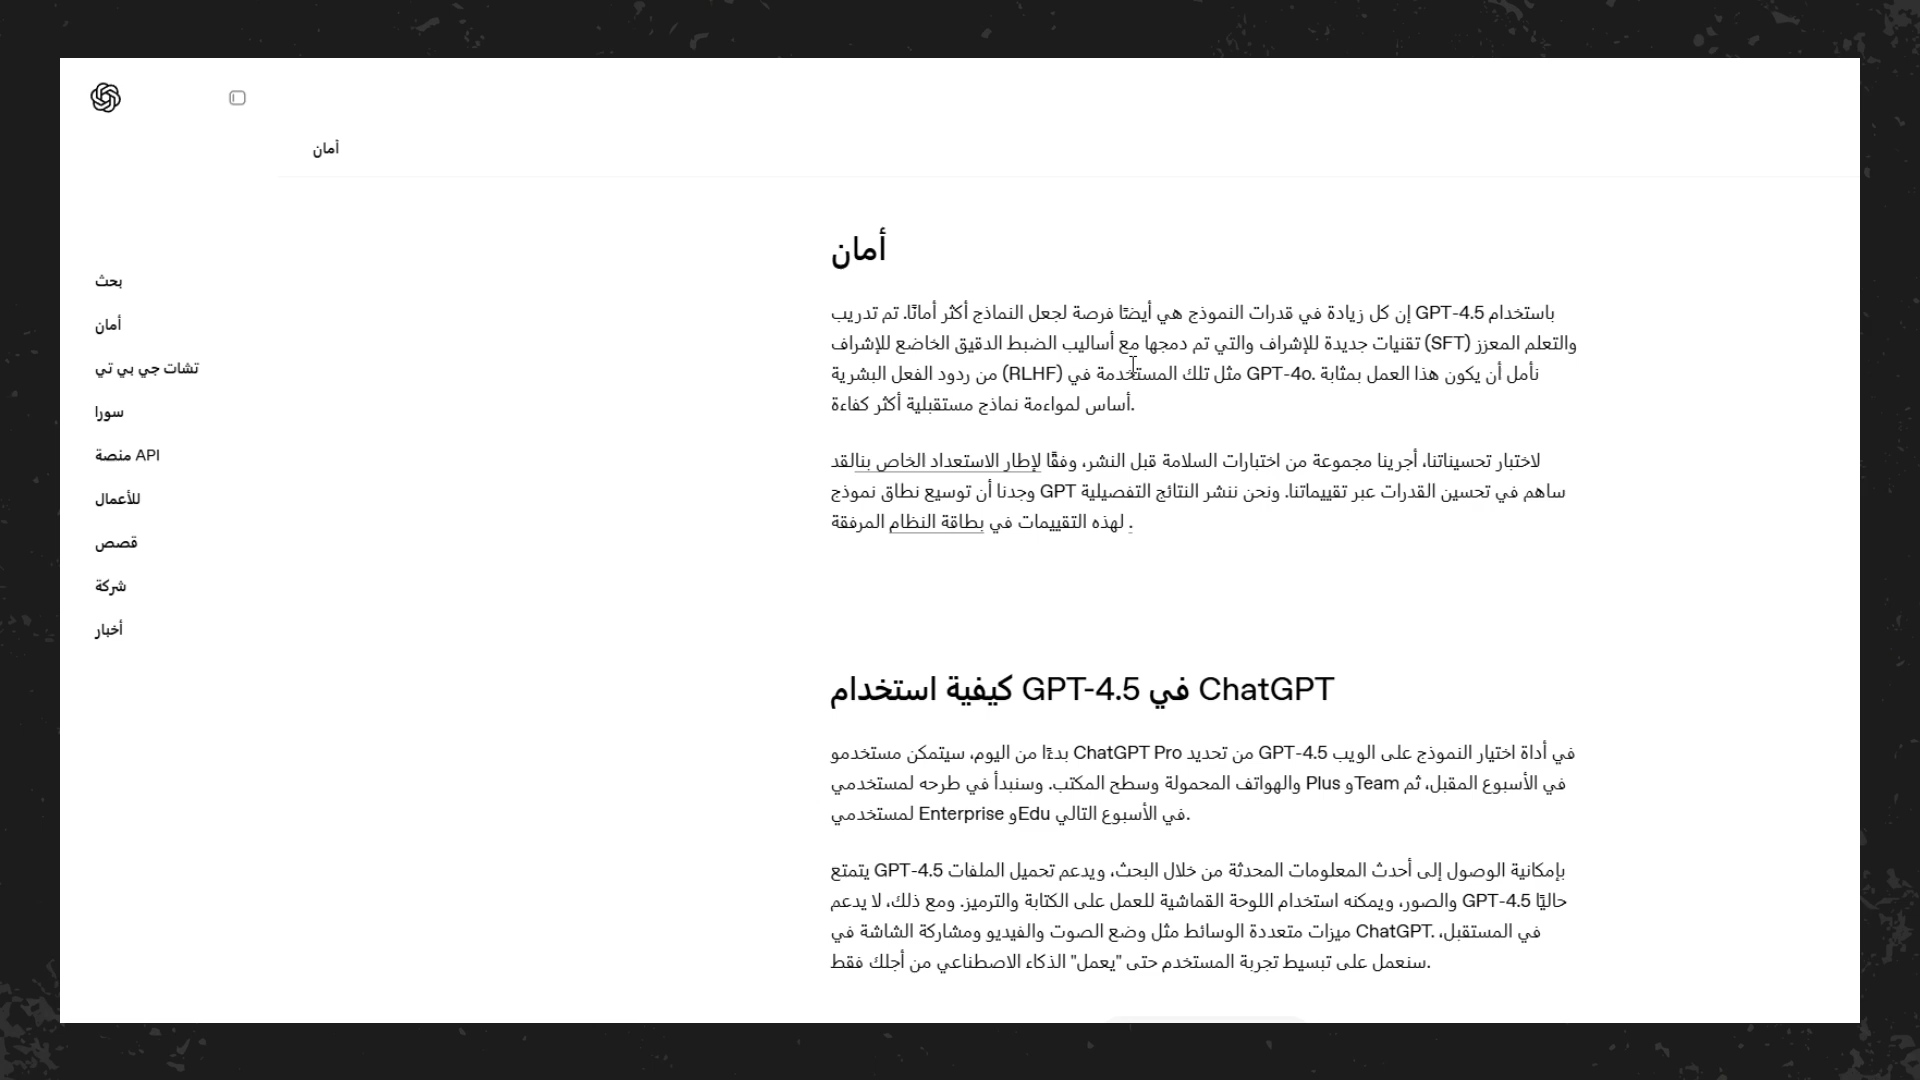 أمان
أمان
بحث
أمان
تشات جي بي تي
سورا
منصة API
للأعمال
قصص
شركة
أخبار
إن كل زيادة في قدرات النموذج هي أيضًا فرصة لجعل النماذج أكثر أمانًا. تم تدريب GPT-4.5 باستخدام
تقنيات جديدة للإشراف والتي تم دمجها مع أساليب الضبط الدقيق الخاضع للإشراف (SFT) والتعلم المعزز
من ردود الفعل البشرية (RLHF) مثل تلك المستخدمة في GPT-4o. نأمل أن يكون هذا العمل بمثابة
أساس لمواءمة نماذج مستقبلية أكثر كفاءة.
لاختبار تحسيناتنا، أجرينا مجموعة من اختبارات السلامة قبل النشر، وفقًا لإطار الاستعداد الخاص بنالقد
وجدنا أن توسيع نطاق نموذج GPT ساهم في تحسين القدرات عبر تقييماتنا. ونحن ننشر النتائج التفصيلية
لهذه التقييمات في بطاقة النظام المرفقة .
كيفية استخدام GPT-4.5 في ChatGPT
بدءًا من اليوم، سيتمكن مستخدمو ChatGPT Pro من تحديد GPT-4.5 في أداة اختيار النموذج على الويب
والهواتف المحمولة وسطح المكتب. وسنبدأ في طرحه لمستخدمي Plus وTeam في الأسبوع المقبل، ثم
لمستخدمي Enterprise وEdu في الأسبوع التالي.
يتمتع GPT-4.5 بإمكانية الوصول إلى أحدث المعلومات المحدثة من خلال البحث، ويدعم تحميل الملفات
والصور، ويمكنه استخدام اللوحة القماشية للعمل على الكتابة والترميز. ومع ذلك، لا يدعم GPT-4.5 حاليًا
ميزات متعددة الوسائط مثل وضع الصوت والفيديو ومشاركة الشاشة في ChatGPT. في المستقبل،
سنعمل على تبسيط تجربة المستخدم حتى "يعمل" الذكاء الاصطناعي من أجلك فقط.